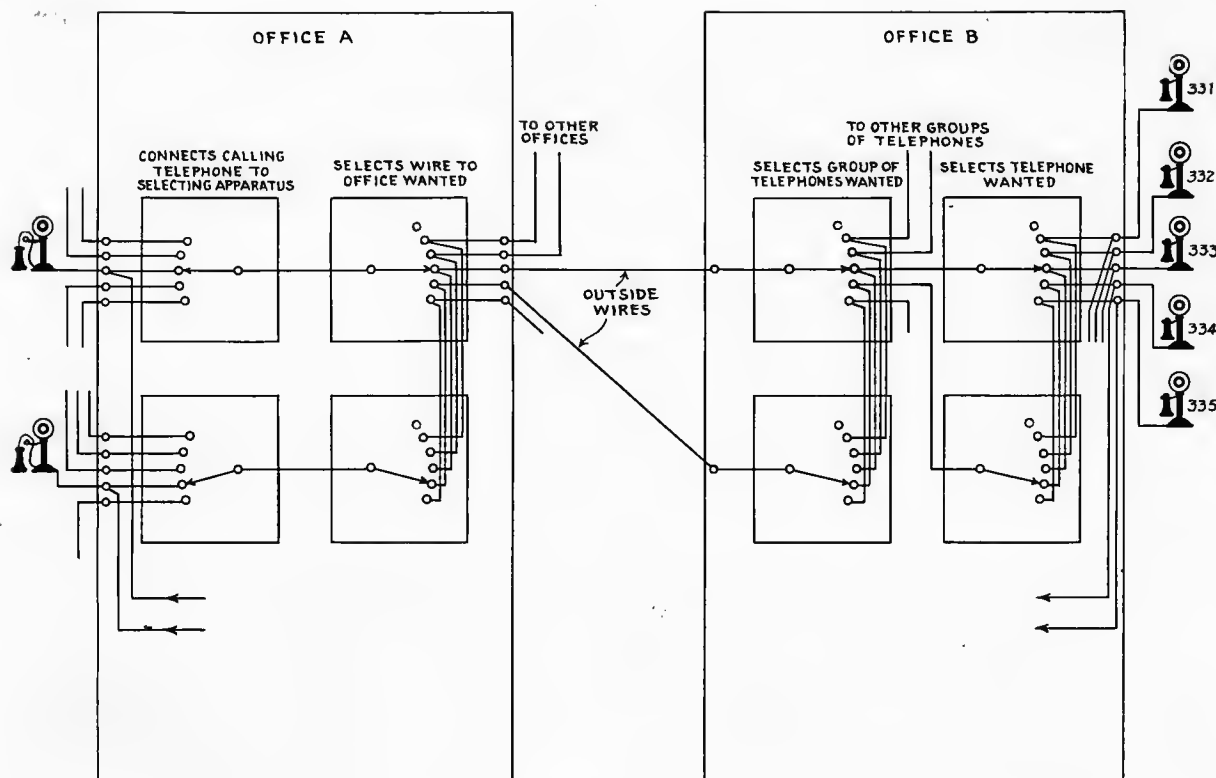 OFFICE A
OFFICE B
TO OTHER
OFFICES
TO OTHER GROUPS
OF TELEPHONES
CONNECTS CALLING
TELEPHONE TO
SELECTING APPARATUS
SELECTS WIRE TO
OFFICE WANTED
SELECTS GROUP OF
TELEPHONES WANTED
SELECTS TELEPHONE
WANTED
OUTSIDE
WIRES
331
332
333
334
335